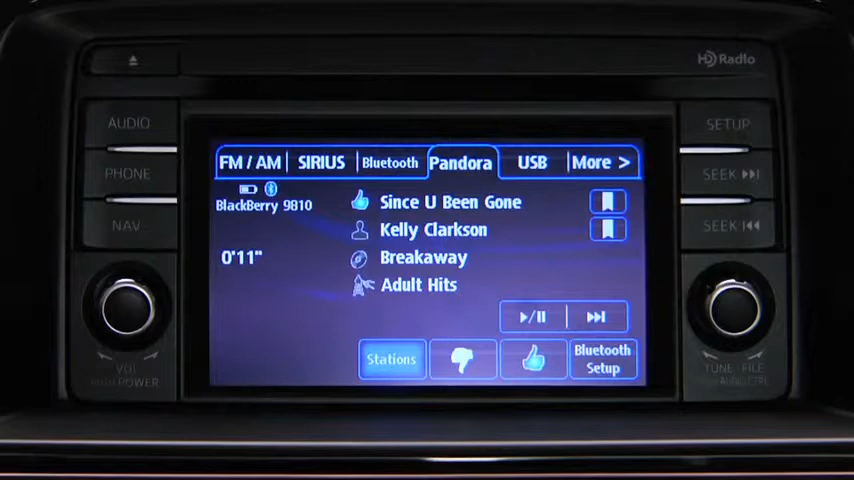 HD Radio
AUDIO
PHONE
NAV
SETUP
SEEK
SEEK
FM / AM
SIRIUS
Bluetooth
Pandora
USB
More >
BlackBerry 9810
0'11"
Since U Been Gone
Kelly Clarkson
Breakaway
Adult Hits
Stations
Bluetooth
Setup
VOL
POWER
TUNE FILE